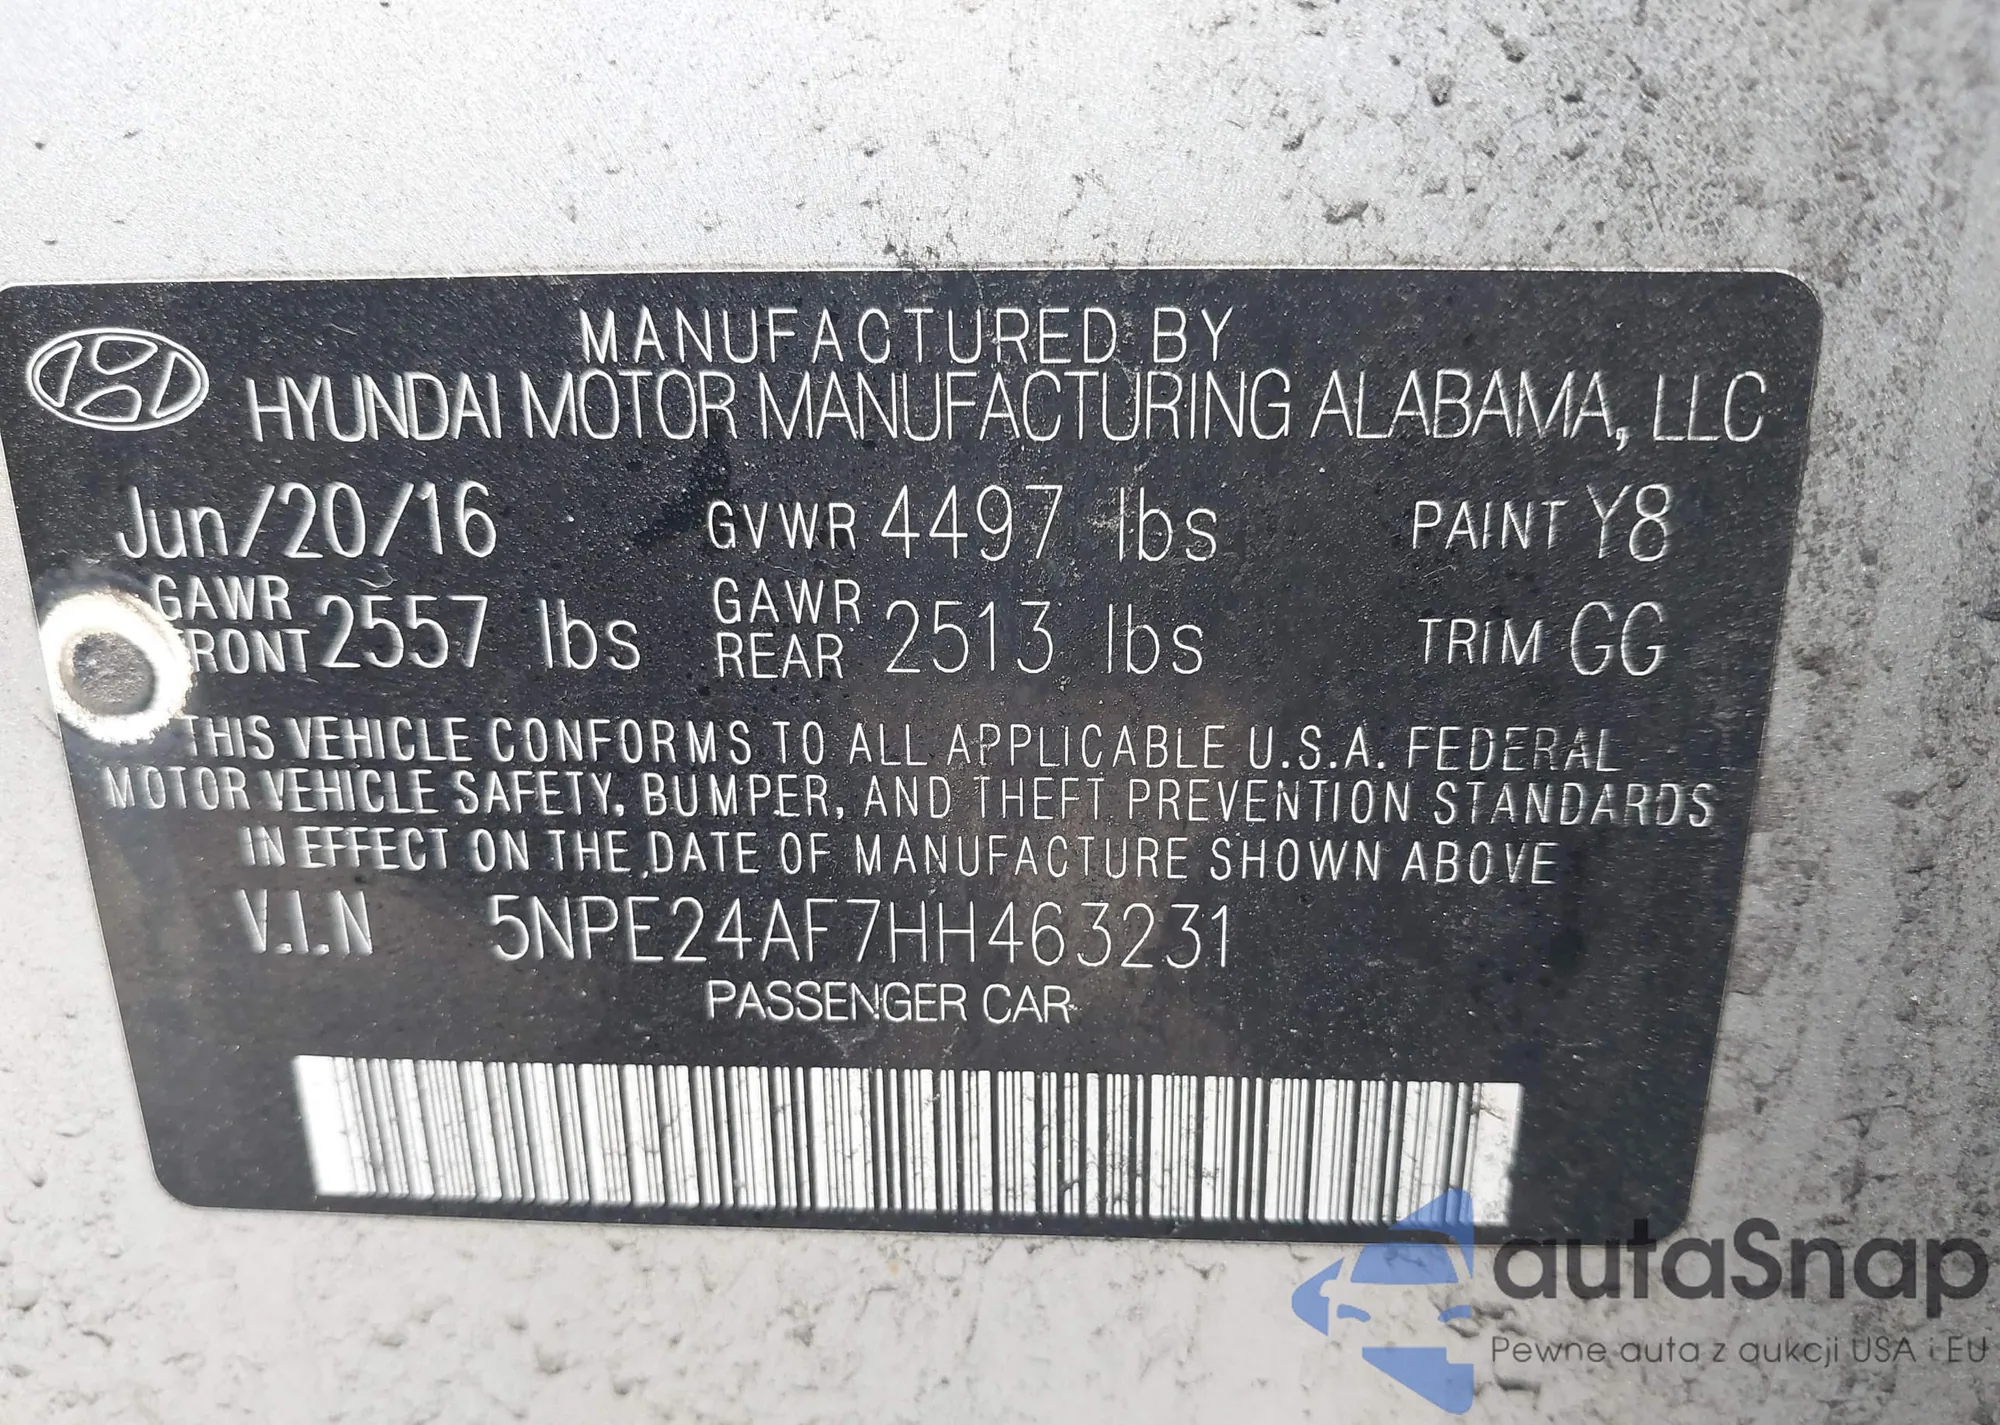 MANUFACTURED BY
HYUNDAI MOTOR MANUFACTURING ALABAMA, LLC
Jun/20/16 GVWR 4497 lbs PAINT Y8
GAWR FRONT 2557 lbs GAWR REAR 2513 lbs TRIM GG
THIS VEHICLE CONFORMS TO ALL APPLICABLE U.S.A. FEDERAL
MOTOR VEHICLE SAFETY, BUMPER, AND THEFT PREVENTION STANDARDS
IN EFFECT ON THE DATE OF MANUFACTURE SHOWN ABOVE
V.I.N 5NPE24AF7HH463231
PASSENGER CAR
autaSnap
Pewne auta z aukcji USA i EU